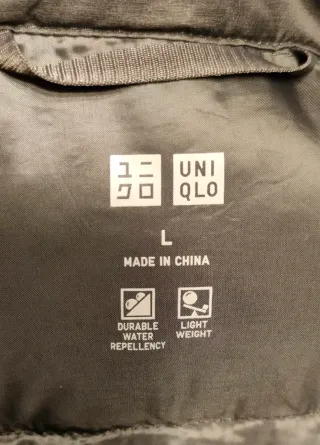 ユニ UNI
クロ QLO
L
MADE IN CHINA
DURABLE
WATER
REPELLENCY
LIGHT
WEIGHT